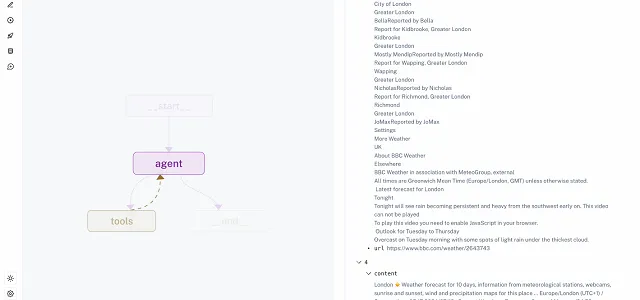 __start__
agent
tools
__end__
City of London
Greater London
BellaReported by Bella
Report for Kidbrooke, Greater London
Kidbrooke
Greater London
Mostly MendipReported by Mostly Mendip
Report for Wapping, Greater London
Wapping
Greater London
NicholasReported by Nicholas
Report for Richmond, Greater London
Richmond
Greater London
JoMaxReported by JoMax
Settings
More Weather
UK
About BBC Weather
Elsewhere
BBC Weather in association with MeteoGroup, external
All times are Greenwich Mean Time (Europe/London, GMT) unless otherwise stated.
Latest forecast for London
Tonight
Tonight will see rain becoming persistent and heavy from the southwest early on. This video
can not be played
To play this video you need to enable JavaScript in your browser.
Outlook for Tuesday to Thursday
Overcast on Tuesday morning with some spots of light rain under the thickest cloud.
url https://www.bbc.com/weather/2643743
4
content
London ⭐ Weather forecast for 10 days, information from meteorological stations, webcams,
sunrise and sunset, wind and precipitation maps for this place ... Europe/London (UTC+1) /